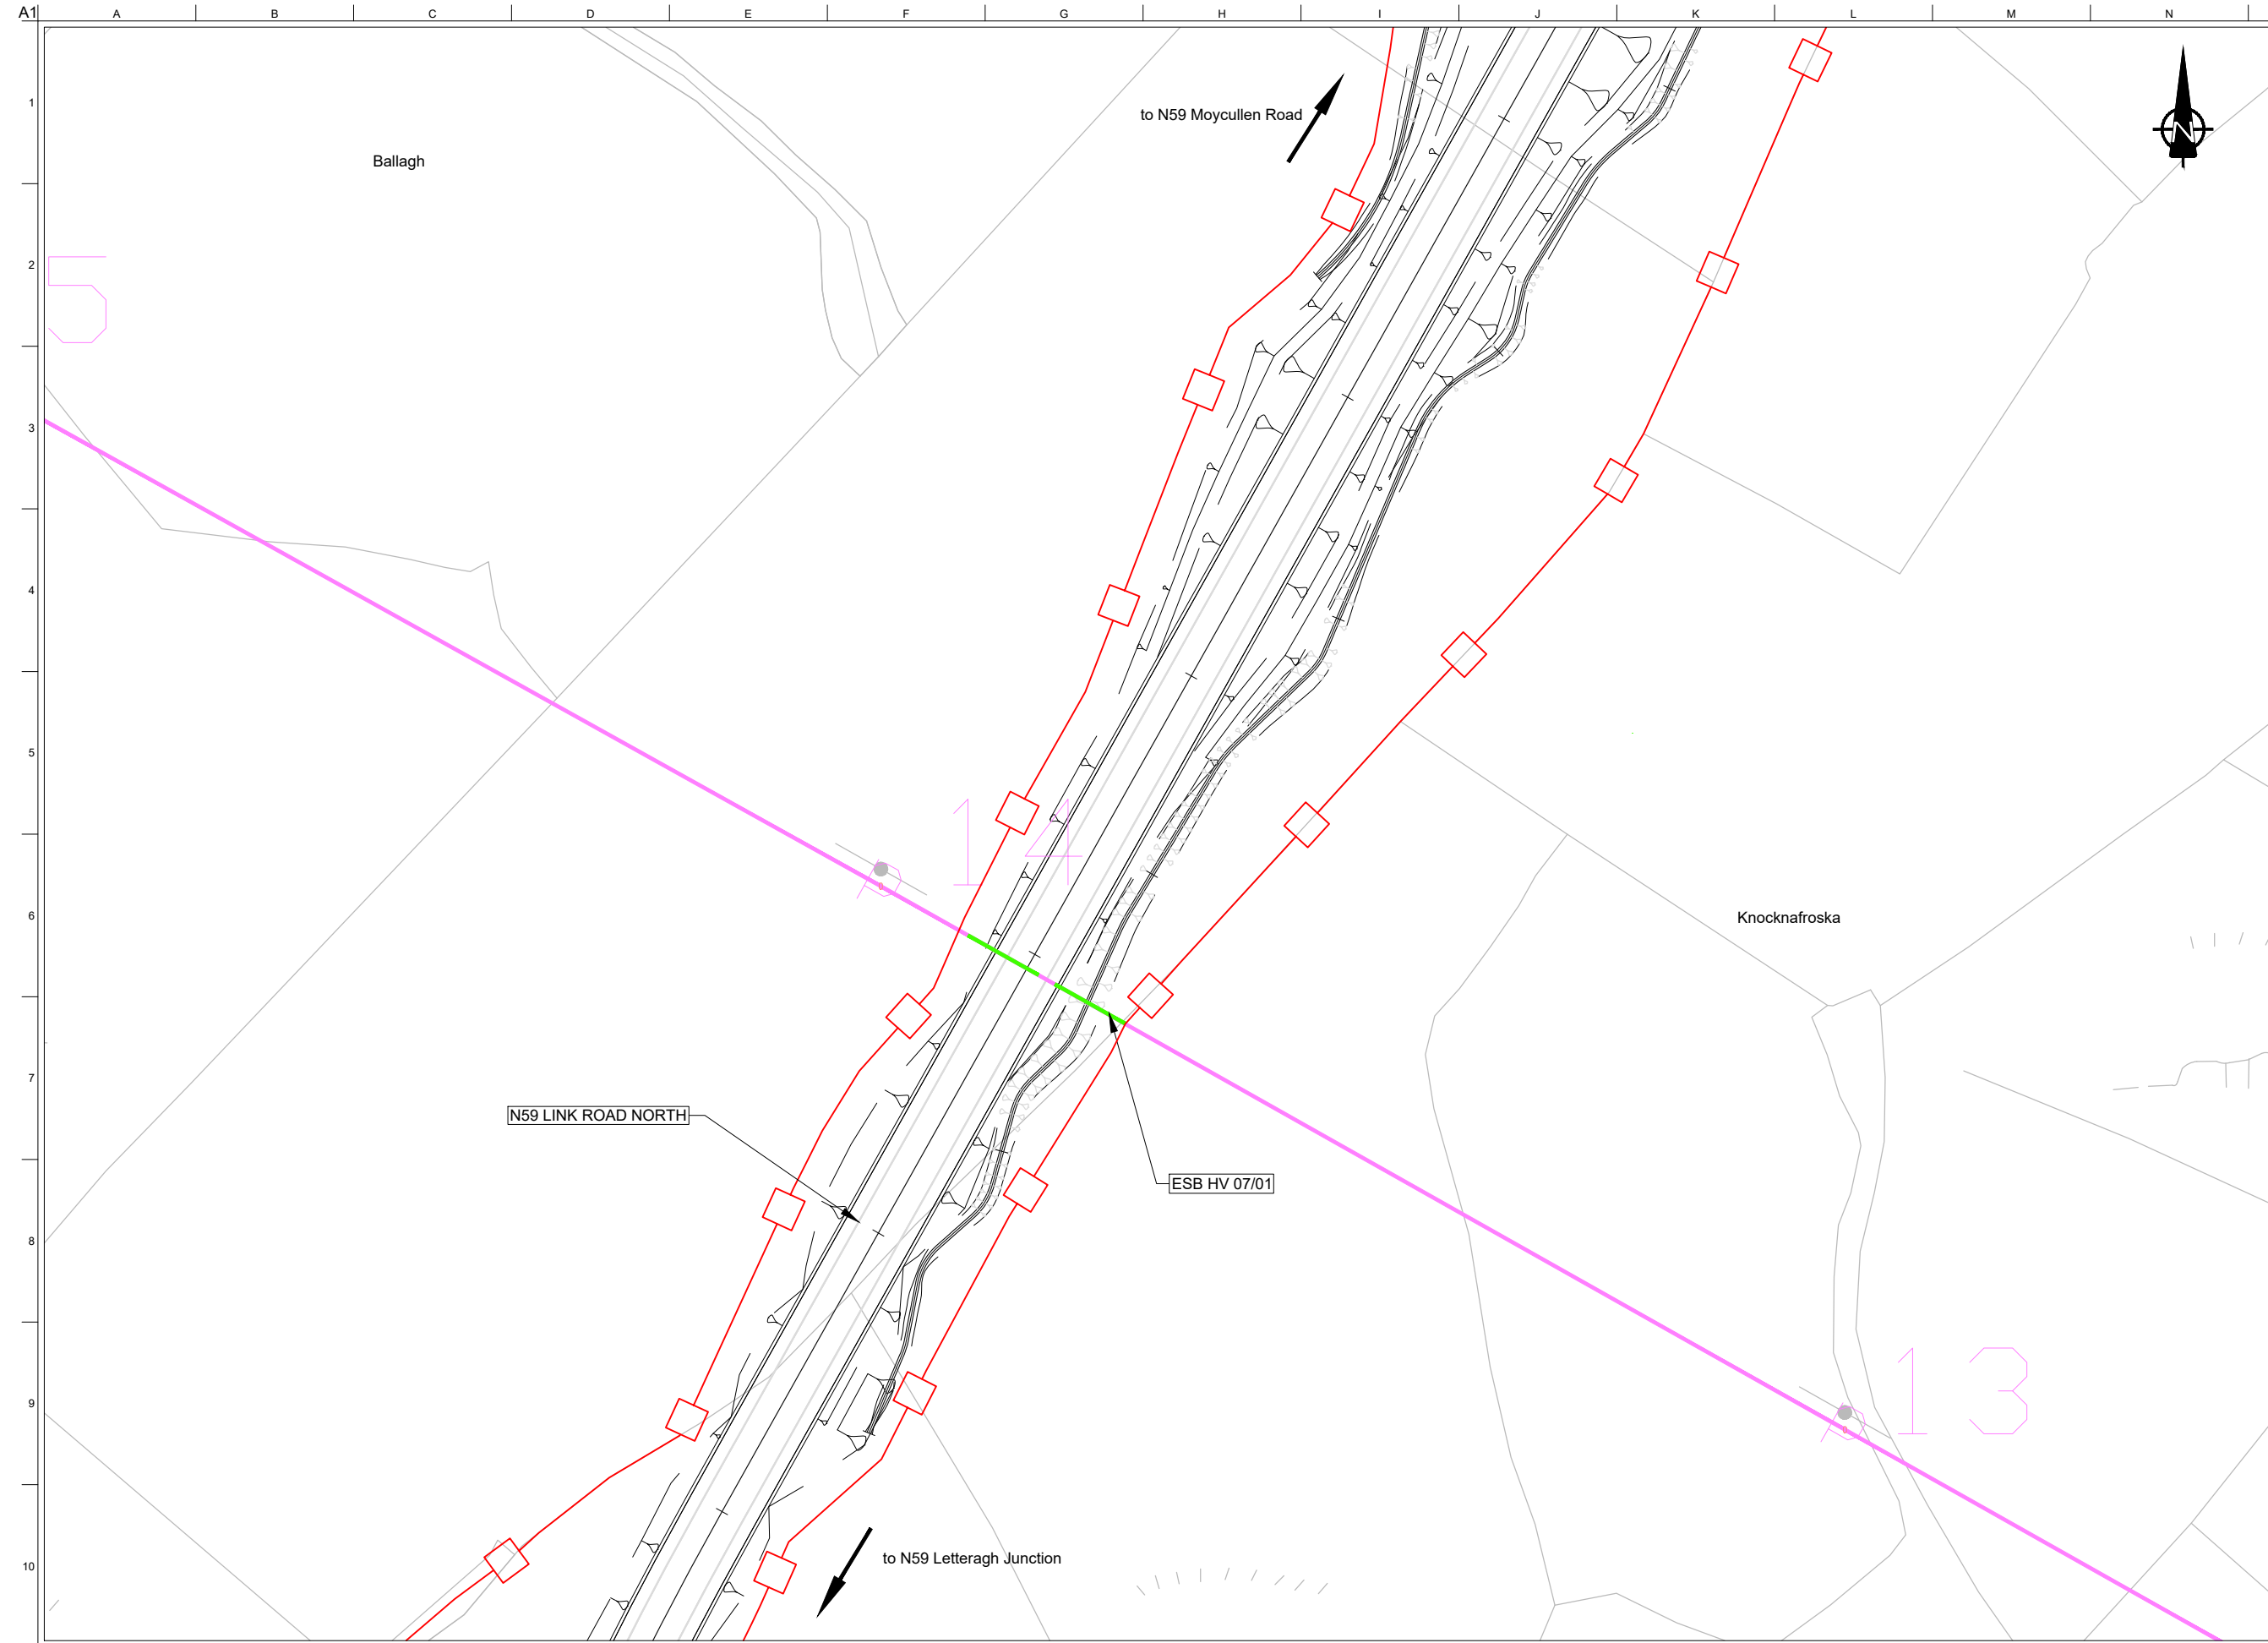 A1 A B C D E F G H I J K L M N
1
to N59 Moycullen Road
N
Ballagh
2
5
3
4
5
14
6
Knocknafroska
7
N59 LINK ROAD NORTH
ESB HV 07/01
8
13
9
10
to N59 Letteragh Junction